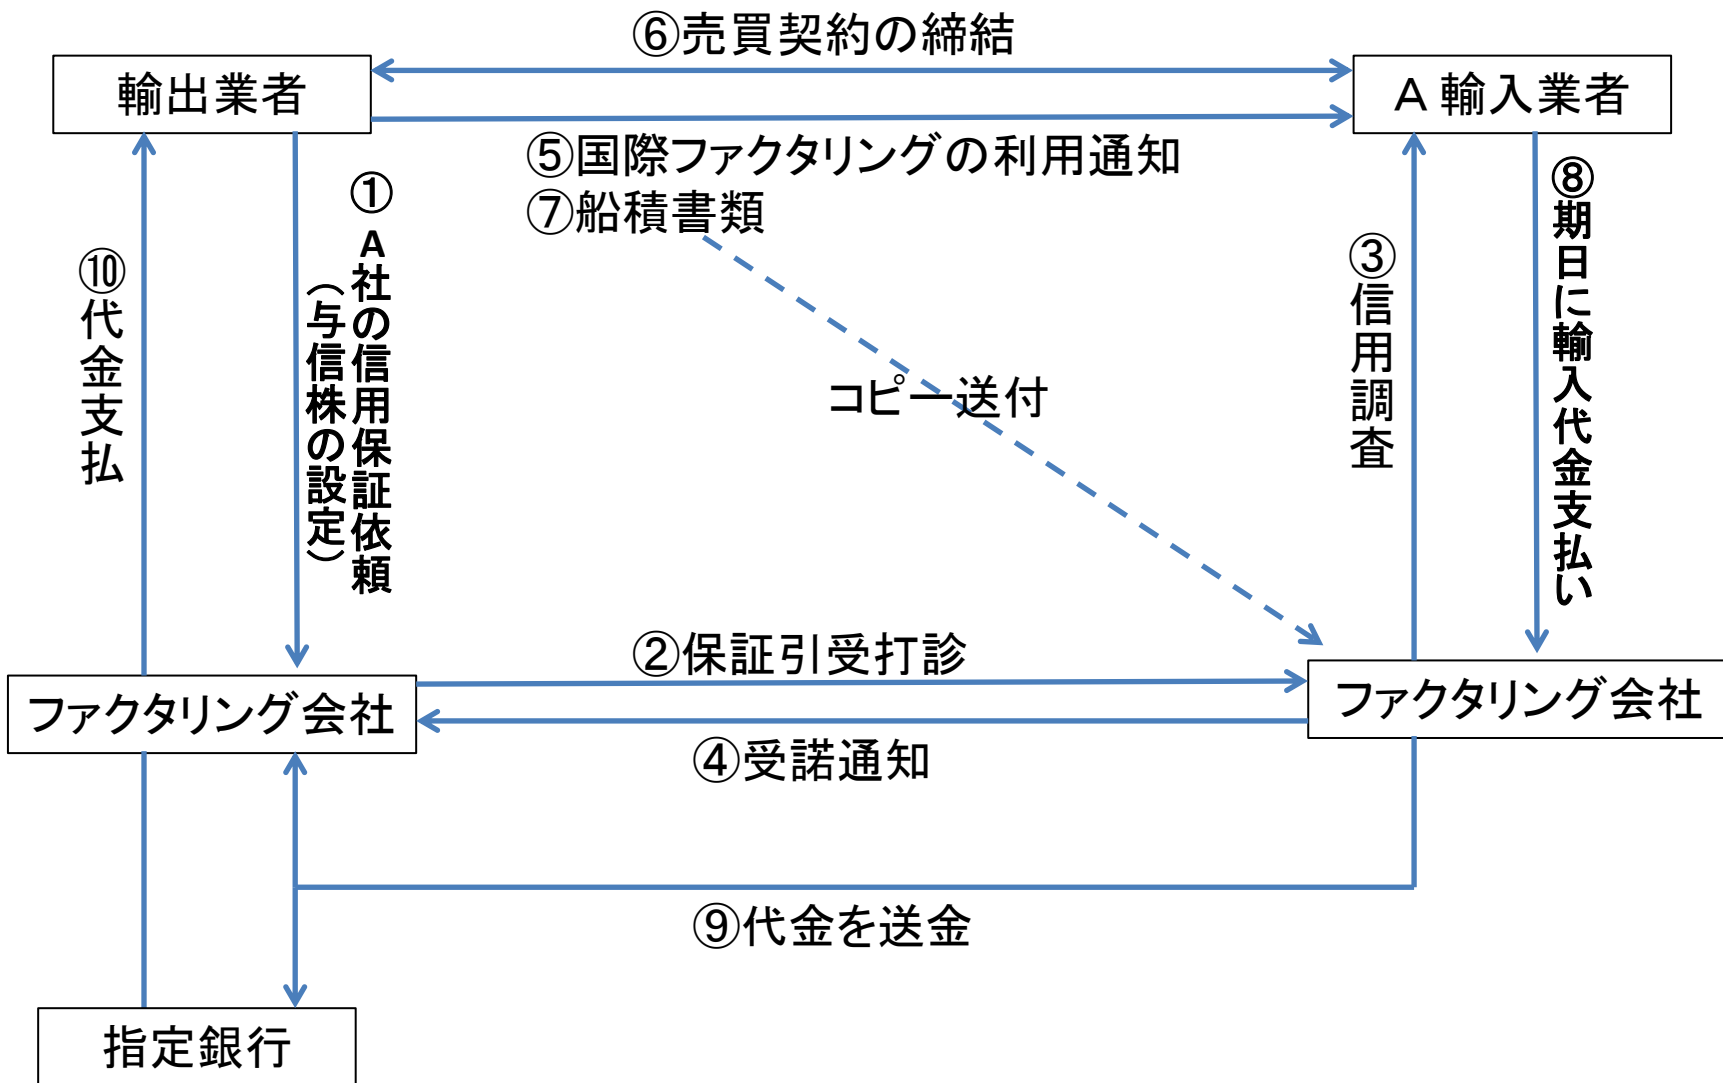 ⑥売買契約の締結
輸出業者
A 輸入業者
⑤国際ファクタリングの利用通知
⑦船積書類
①A社の信用保証依頼
（与信株の設定）
⑩代金支払
③信用調査
⑧期日に輸入代金支払い
コピー送付
②保証引受打診
ファクタリング会社
ファクタリング会社
④受諾通知
⑨代金を送金
指定銀行